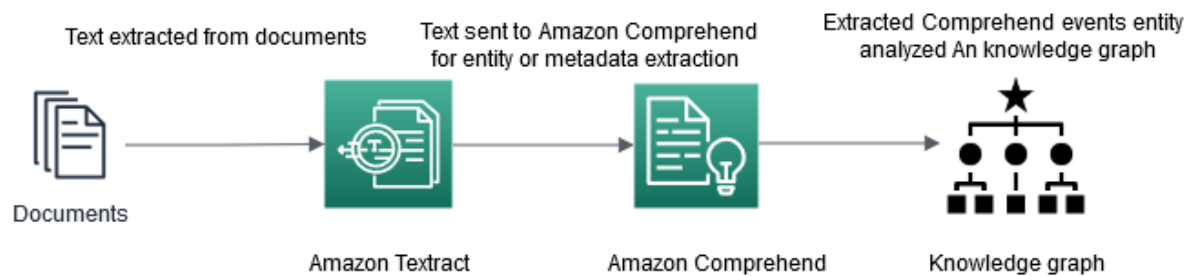 Text extracted from documents
Text sent to Amazon Comprehend
for entity or metadata extraction
Extracted Comprehend events entity
analyzed An knowledge graph
T
Documents
Amazon Textract
Amazon Comprehend
Knowledge graph